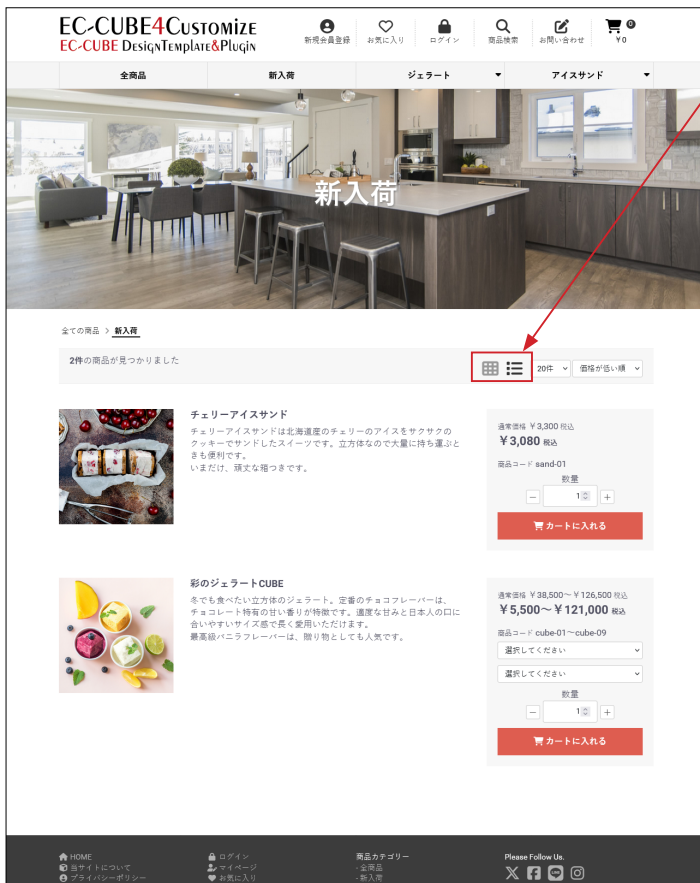 EC-CUBE4CUSTOMIZE
EC-CUBE DESIGNTEMPLATE&PLUGIN
新規会員登録
お気に入り
ログイン
商品検索
お問い合わせ
0
¥0
全商品
新入荷
ジェラート
アイスサンド
新入荷
全ての商品 > 新入荷
2件の商品が見つかりました
20件
価格が低い順
チェリーアイスサンド
チェリーアイスサンドは北海道産のチェリーのアイスをサクサクの
クッキーでサンドしたスイーツです。立方体なので大量に持ち運ぶと
きも便利です。
いまだけ、頑丈な箱つきです。
通常価格 ¥3,300 税込
¥3,080 税込
商品コード sand-01
数量
－ 1 ＋
カートに入れる
彩のジェラートCUBE
冬でも食べたい立方体のジェラート。定番のチョコフレーバーは、
チョコレート特有の甘い香りが特徴です。適度な甘みと日本人の口に
合いやすいサイズ感で長く愛用いただけます。
最高級バニラフレーバーは、贈り物としても人気です。
通常価格 ¥38,500～¥126,500 税込
¥5,500～¥121,000 税込
商品コード cube-01～cube-09
選択してください
選択してください
数量
－ 1 ＋
カートに入れる
HOME
当サイトについて
プライバシーポリシー
ログイン
マイページ
お気に入り
商品カテゴリー
- 全商品
- 新入荷
Please Follow Us.